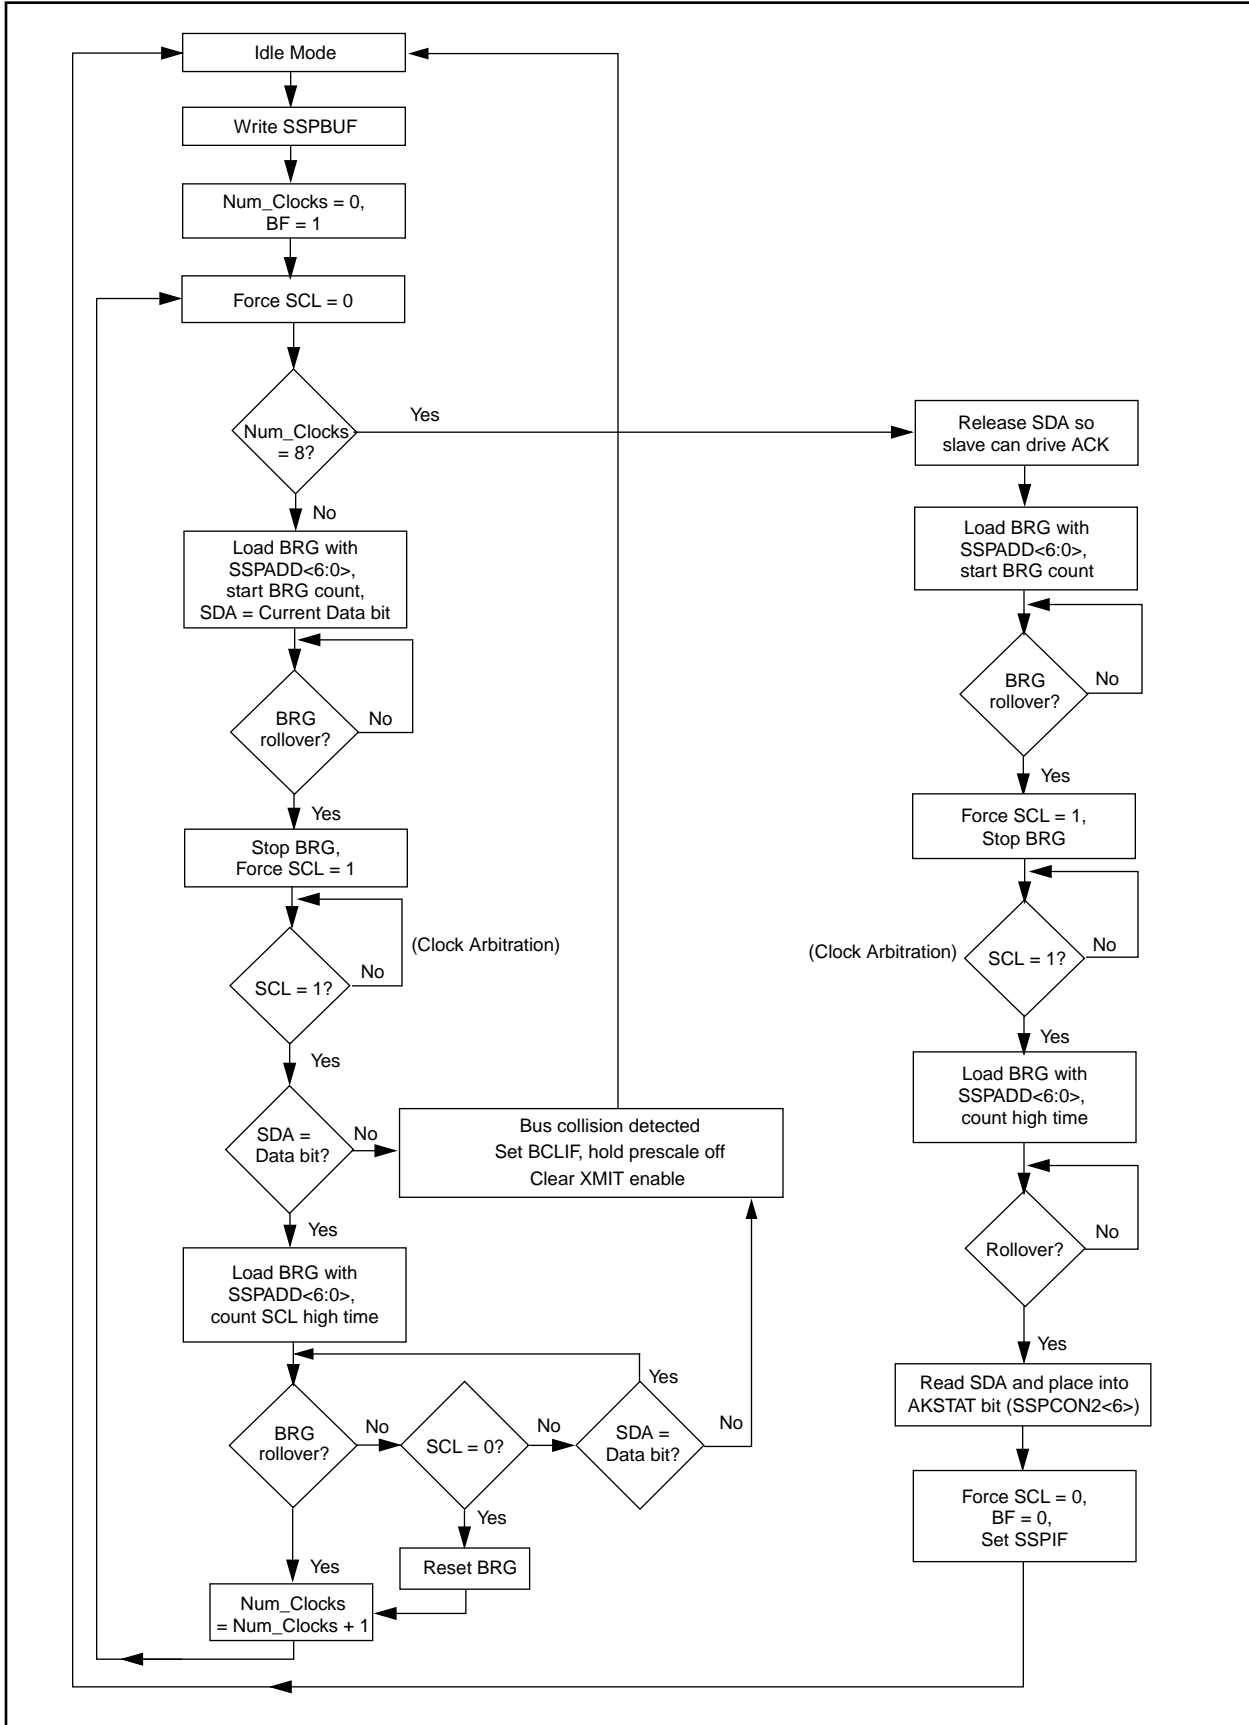 Idle Mode
Write SSPBUF
Num_Clocks = 0,
BF = 1
Force SCL = 0
Num_Clocks
= 8?
Yes
No
Load BRG with
SSPADD<6:0>,
start BRG count,
SDA = Current Data bit
BRG
rollover?
No
Yes
Stop BRG,
Force SCL = 1
(Clock Arbitration)
SCL = 1?
No
Yes
SDA =
Data bit?
No
Bus collision detected
Set BCLIF, hold prescale off
Clear XMIT enable
Yes
Load BRG with
SSPADD<6:0>,
count SCL high time
BRG
rollover?
No
SCL = 0?
No
SDA =
Data bit?
Yes
No
Yes
Reset BRG
Yes
Num_Clocks
= Num_Clocks + 1
Release SDA so
slave can drive ACK
Load BRG with
SSPADD<6:0>,
start BRG count
BRG
rollover?
No
Yes
Force SCL = 1,
Stop BRG
(Clock Arbitration)
SCL = 1?
No
Yes
Load BRG with
SSPADD<6:0>,
count high time
Rollover?
No
Yes
Read SDA and place into
AKSTAT bit (SSPCON2<6>)
Force SCL = 0,
BF = 0,
Set SSPIF